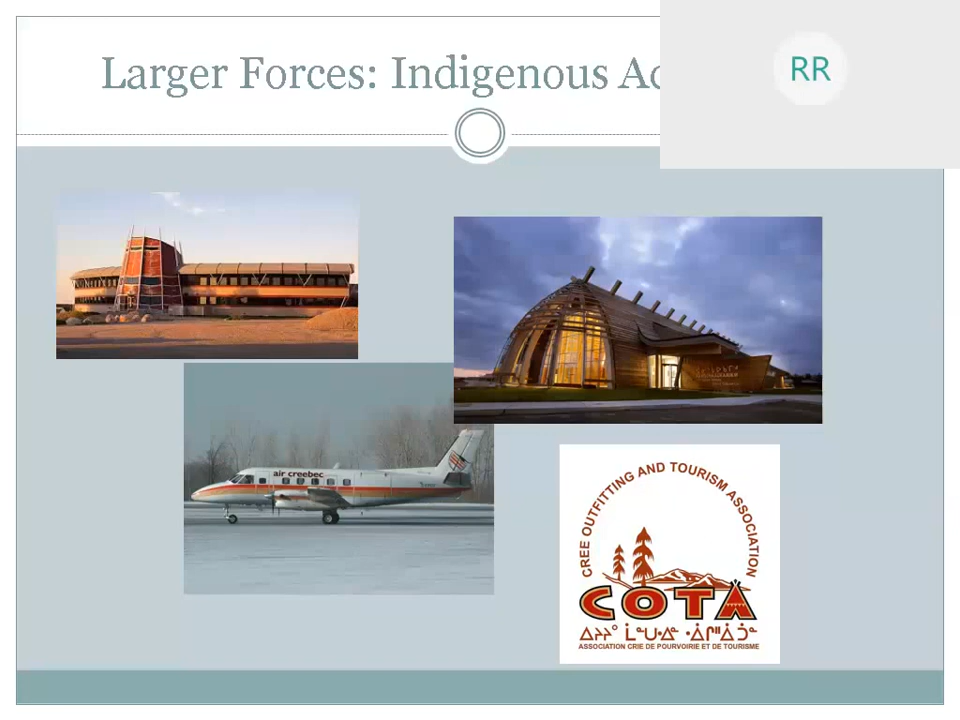 Larger Forces: Indigenous Ac
RR
air creebec
CREE OUTFITTING AND TOURISM ASSOCIATION
COTA
ASSOCIATION CRIE DE POURVOIRIE ET DE TOURISME